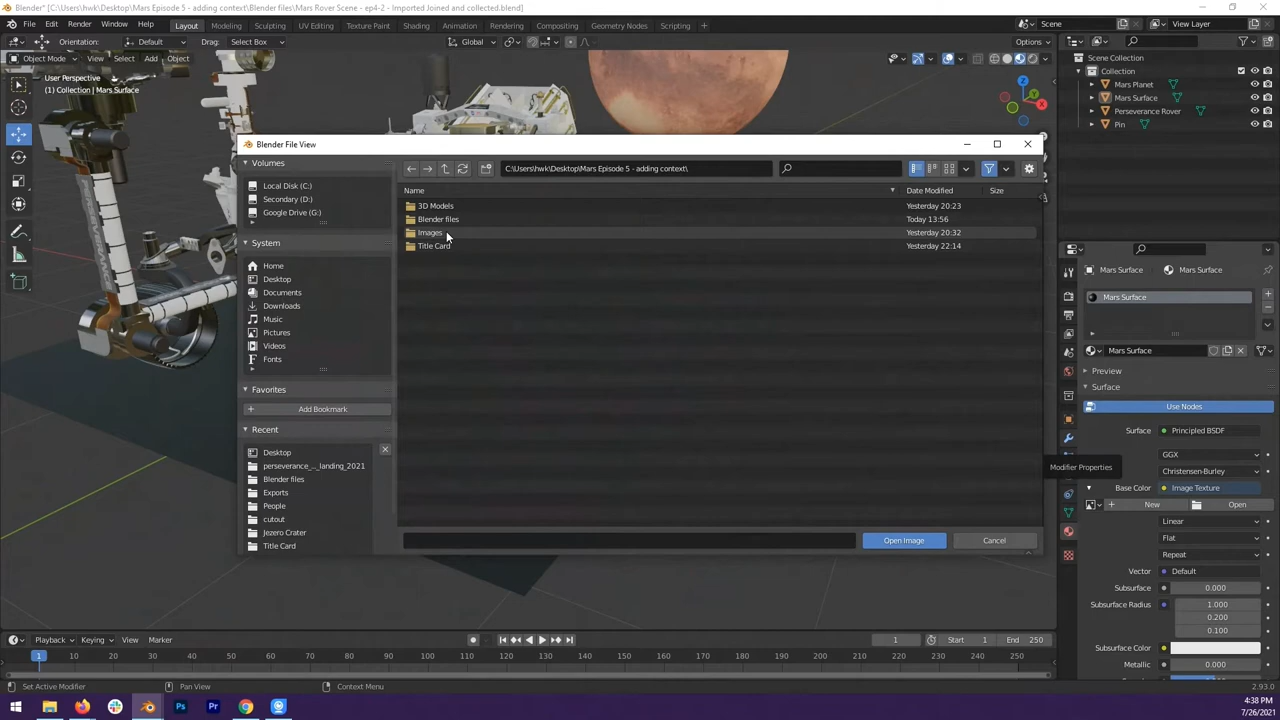 Blender* [C:\Users\hwk\Desktop\Mars Episode 5 - adding context\Blender files\Mars Rover Scene - ep4-2 - Imported Joined and collected.blend]
File Edit Render Window Help Layout Modeling Sculpting UV Editing Texture Paint Shading Animation Rendering Compositing Geometry Nodes Scripting + Scene View Layer
Orientation: Default Drag: Select Box Global Options
Object Mode View Select Add Object
User Perspective
(1) Collection | Mars Surface
Scene Collection
Collection
Mars Planet
Mars Surface
Perseverance Rover
Pin
Z
X
Y
Blender File View
Volumes
C:\Users\hwk\Desktop\Mars Episode 5 - adding context\
Local Disk (C:)
Secondary (D:)
Google Drive (G:)
Name Date Modified Size
3D Models Yesterday 20:23
Blender files Today 13:56
Images Yesterday 20:32
Title Card Yesterday 22:14
System
Home
Desktop
Documents
Downloads
Music
Pictures
Videos
Fonts
Favorites
Add Bookmark
Recent
Desktop
perseverance_..._landing_2021
Blender files
Exports
People
cutout
Jezero Crater
Title Card
Open Image Cancel
Mars Surface Mars Surface
Mars Surface
Mars Surface
Preview
Surface
Use Nodes
Surface Principled BSDF
GGX
Modifier Properties
Christensen-Burley
Base Color Image Texture
New Open
Linear
Flat
Repeat
Vector Default
Subsurface 0.000
Subsurface Radius 1.000
0.200
0.100
Subsurface Color
Metallic 0.000
Playback Keying View Marker 1 Start 1 End 250
1 10 20 30 40 50 60 70 80 90 100 110 120 130 140 150 160 170 180 190 200 210 220 230 240 250
Set Active Modifier Pan View Context Menu 2.93.0
Ps Pr
4:38 PM
7/26/2021